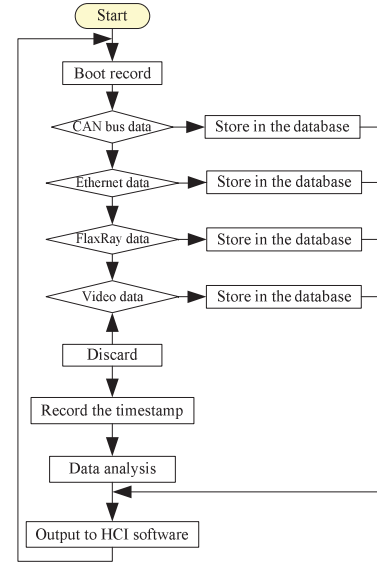 Start
Boot record
CAN bus data
Store in the database
Ethernet data
Store in the database
FlaxRay data
Store in the database
Video data
Store in the database
Discard
Record the timestamp
Data analysis
Output to HCI software